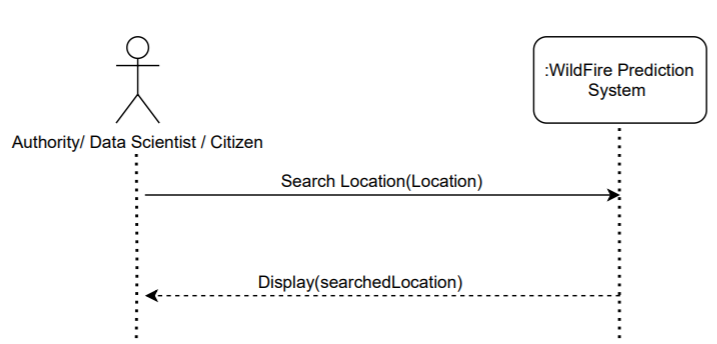 :WildFire Prediction
System
Authority/ Data Scientist / Citizen
Search Location(Location)
Display(searchedLocation)